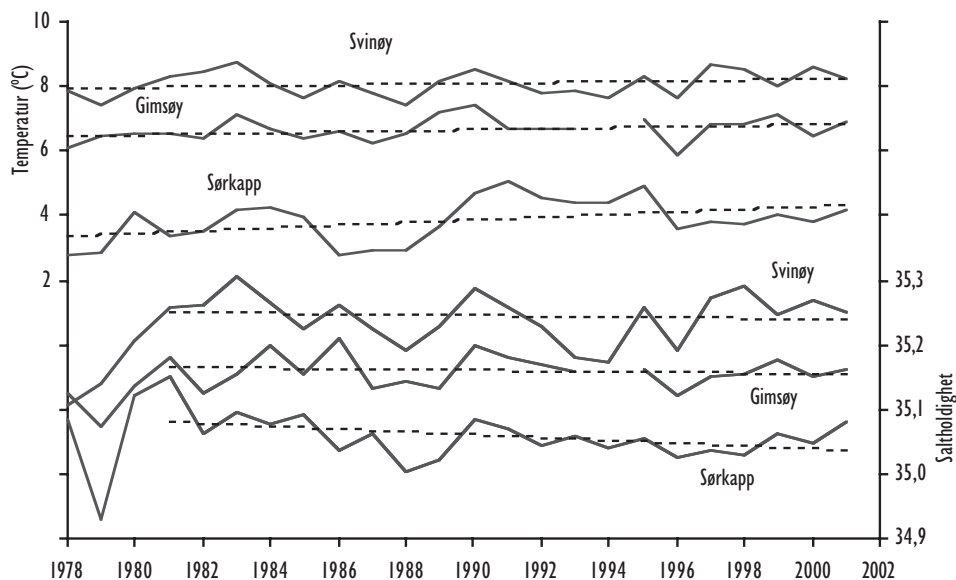 10
8
6
4
2
Temperatur (°C)
Svinøy
Gimsøy
Sørkapp
Svinøy
Gimsøy
Sørkapp
35,3
35,2
35,1
35,0
34,9
Saltholdighet
1978 1980 1982 1984 1986 1988 1990 1992 1994 1996 1998 2000 2002